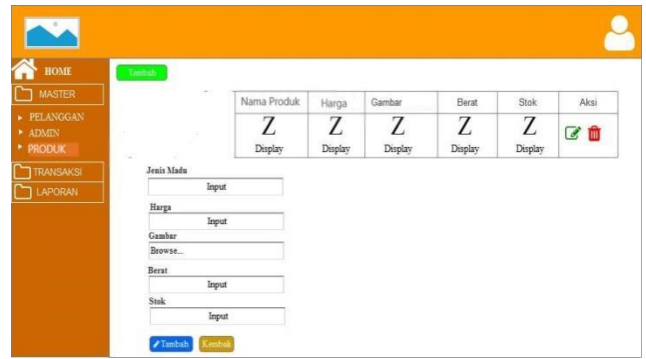 HOME
Tambah
MASTER
PELANGGAN
ADMIN
PRODUK
TRANSAKSI
LAPORAN
Nama Produk Harga Gambar Berat Stok Aksi
Z Z Z Z Z
Display Display Display Display Display
Jenis Madu
Input
Harga
Input
Gambar
Browse...
Berat
Input
Stok
Input
Tambah Kembali